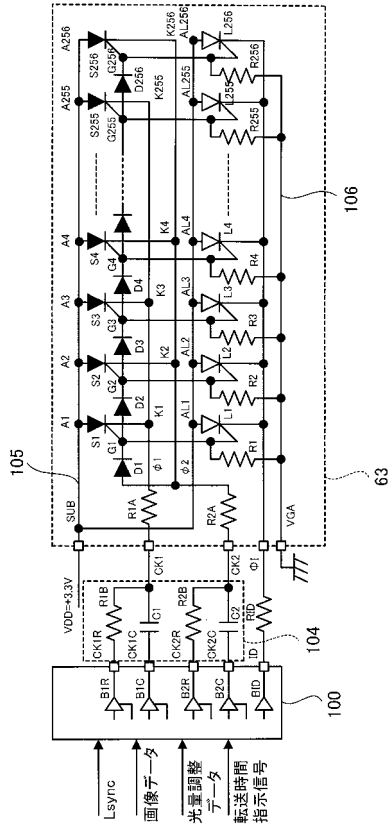 Lsync
画像データ
光量調整
データ
転送時間
指示信号
100
B1R
B1C
B2R
B2C
BID
CK1R
CK1C
CK2R
CK2C
ID
R1B
C1
R2B
C2
RID
104
VDD=+3.3V
SUB
CK1
CK2
ΦI
VGA
105
R1A
R2A
Φ1
Φ2
A1 A2 A3 A4 A255 A256
S1 S2 S3 S4 S255 S256
G1 G2 G3 G4 G255 G256
D1 D2 D3 D4 D256
K1 K2 K3 K4 K255 K256
AL1 AL2 AL3 AL4 AL255 AL256
L1 L2 L3 L4 L255 L256
R1 R2 R3 R4 R255 R256
106
63